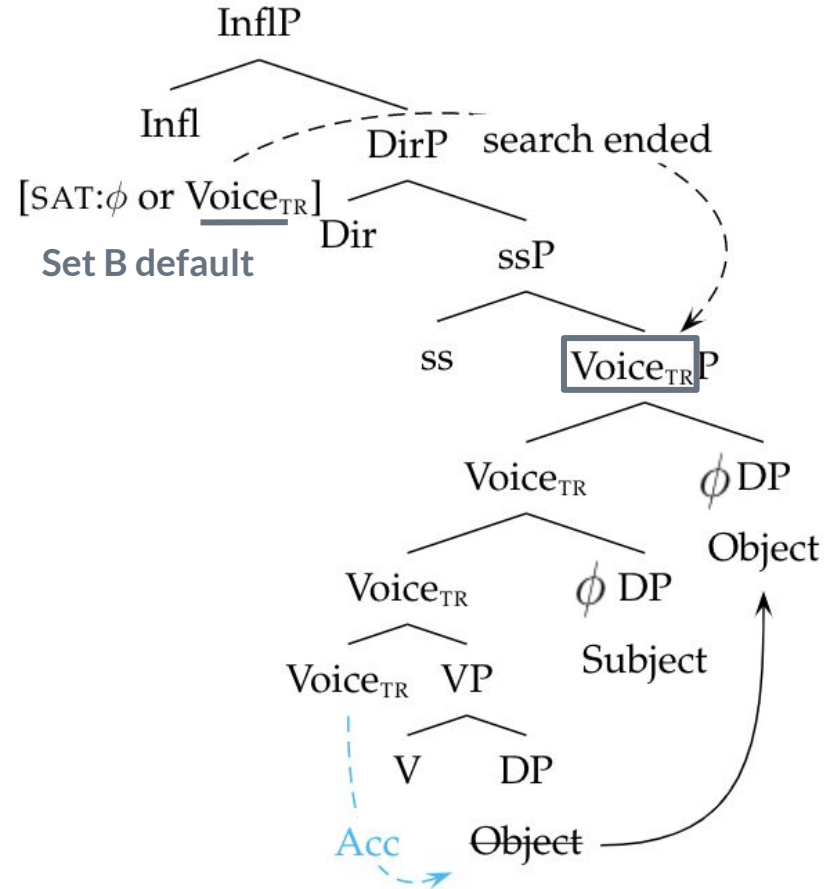 InflP
Infl
DirP
search ended
[SAT:ϕ or VoiceTR]
Dir
Set B default
ssP
ss
VoiceTRP
VoiceTR
ϕ DP
Object
VoiceTR
ϕ DP
Subject
VoiceTR
VP
V
DP
Acc
Object